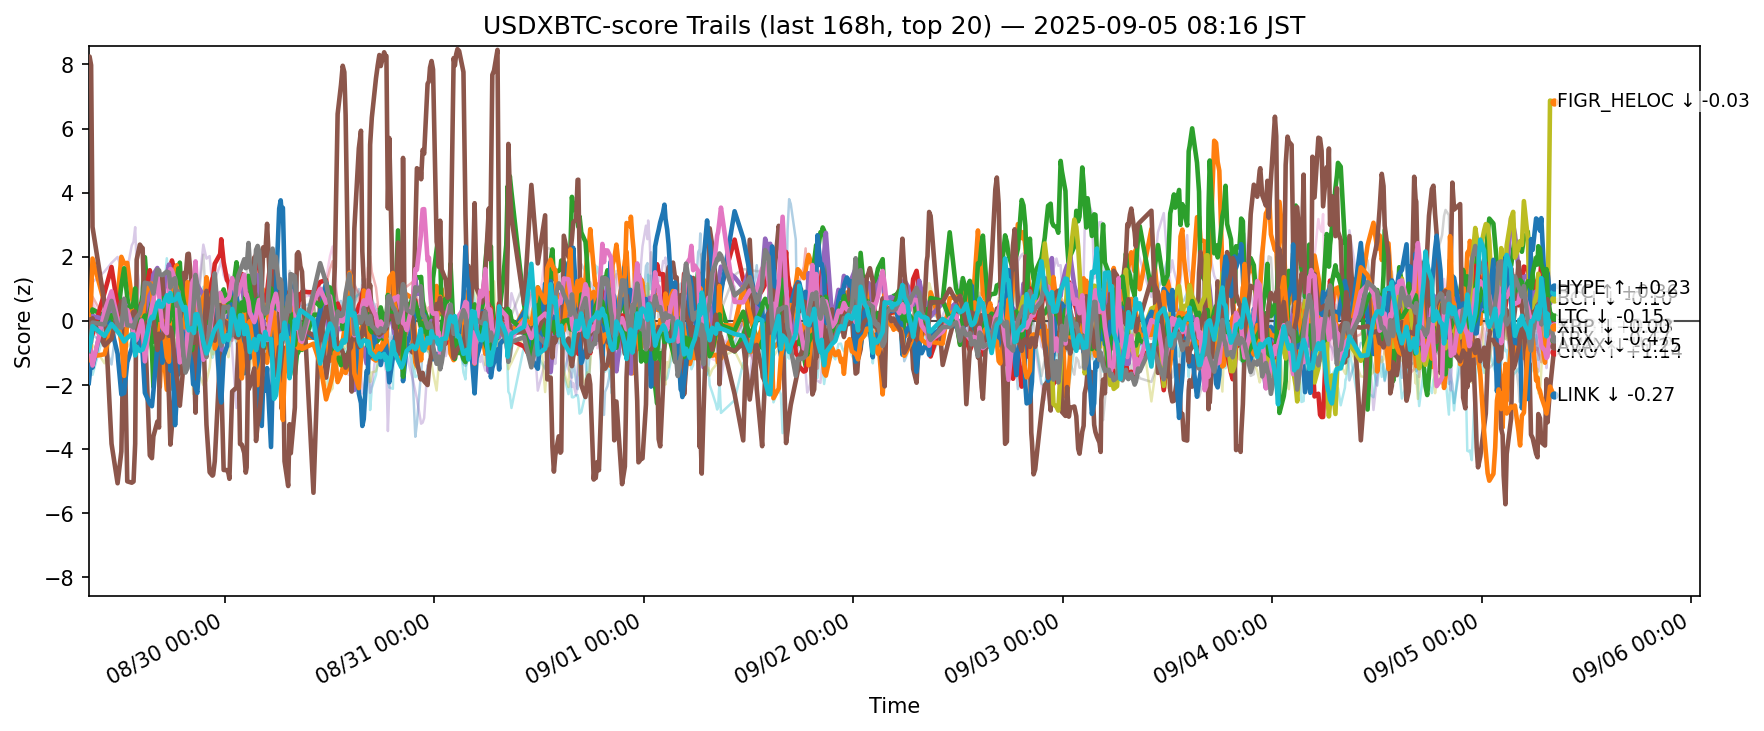 USDXBTC-score Trails (last 168h, top 20) — 2025-09-05 08:16 JST
Score (z)
8
6
4
2
0
−2
−4
−6
−8
FIGR_HELOC ↓ -0.03
HYPE ↑ +0.23
LTC ↓ -0.15
XRP ↓ -0.00
LINK ↓ -0.27
08/30 00:00
08/31 00:00
09/01 00:00
09/02 00:00
09/03 00:00
09/04 00:00
09/05 00:00
09/06 00:00
Time